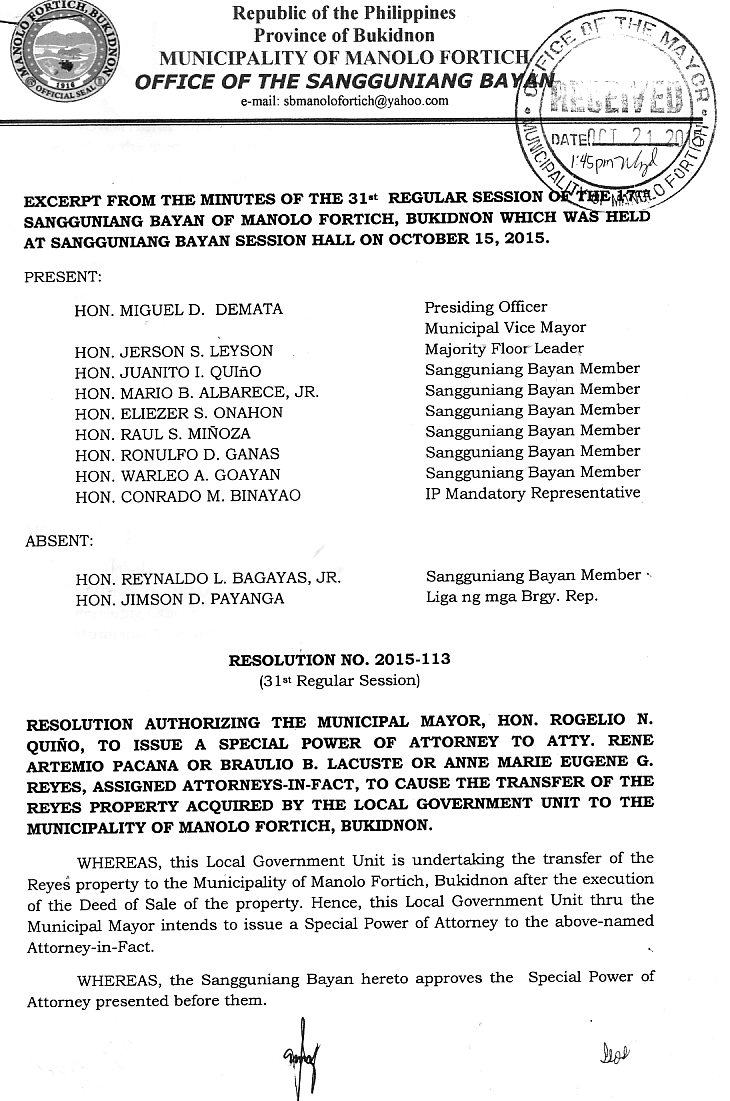 Republic of the Philippines
Province of Bukidnon
MUNICIPALITY OF MANOLO FORTICH
OFFICE OF THE SANGGUNIANG BAYAN
e-mail: sbmanolofortich@yahoo.com
MANOLO FORTICH, BUKIDNON
1916
OFFICIAL SEAL
OFFICE OF THE MAYOR
RECEIVED
DATE OCT 21 20
1:45pm
MUNICIPALITY OF MANOLO FORTICH
EXCERPT FROM THE MINUTES OF THE 31st REGULAR SESSION OF THE 17TH
SANGGUNIANG BAYAN OF MANOLO FORTICH, BUKIDNON WHICH WAS HELD
AT SANGGUNIANG BAYAN SESSION HALL ON OCTOBER 15, 2015.
PRESENT:
HON. MIGUEL D. DEMATA Presiding Officer
Municipal Vice Mayor
HON. JERSON S. LEYSON Majority Floor Leader
HON. JUANITO I. QUIñO Sangguniang Bayan Member
HON. MARIO B. ALBARECE, JR. Sangguniang Bayan Member
HON. ELIEZER S. ONAHON Sangguniang Bayan Member
HON. RAUL S. MIÑOZA Sangguniang Bayan Member
HON. RONULFO D. GANAS Sangguniang Bayan Member
HON. WARLEO A. GOAYAN Sangguniang Bayan Member
HON. CONRADO M. BINAYAO IP Mandatory Representative
ABSENT:
HON. REYNALDO L. BAGAYAS, JR. Sangguniang Bayan Member
HON. JIMSON D. PAYANGA Liga ng mga Brgy. Rep.
RESOLUTION NO. 2015-113
(31st Regular Session)
RESOLUTION AUTHORIZING THE MUNICIPAL MAYOR, HON. ROGELIO N.
QUIÑO, TO ISSUE A SPECIAL POWER OF ATTORNEY TO ATTY. RENE
ARTEMIO PACANA OR BRAULIO B. LACUSTE OR ANNE MARIE EUGENE G.
REYES, ASSIGNED ATTORNEYS-IN-FACT, TO CAUSE THE TRANSFER OF THE
REYES PROPERTY ACQUIRED BY THE LOCAL GOVERNMENT UNIT TO THE
MUNICIPALITY OF MANOLO FORTICH, BUKIDNON.
WHEREAS, this Local Government Unit is undertaking the transfer of the
Reyes property to the Municipality of Manolo Fortich, Bukidnon after the execution
of the Deed of Sale of the property. Hence, this Local Government Unit thru the
Municipal Mayor intends to issue a Special Power of Attorney to the above-named
Attorney-in-Fact.
WHEREAS, the Sangguniang Bayan hereto approves the Special Power of
Attorney presented before them.